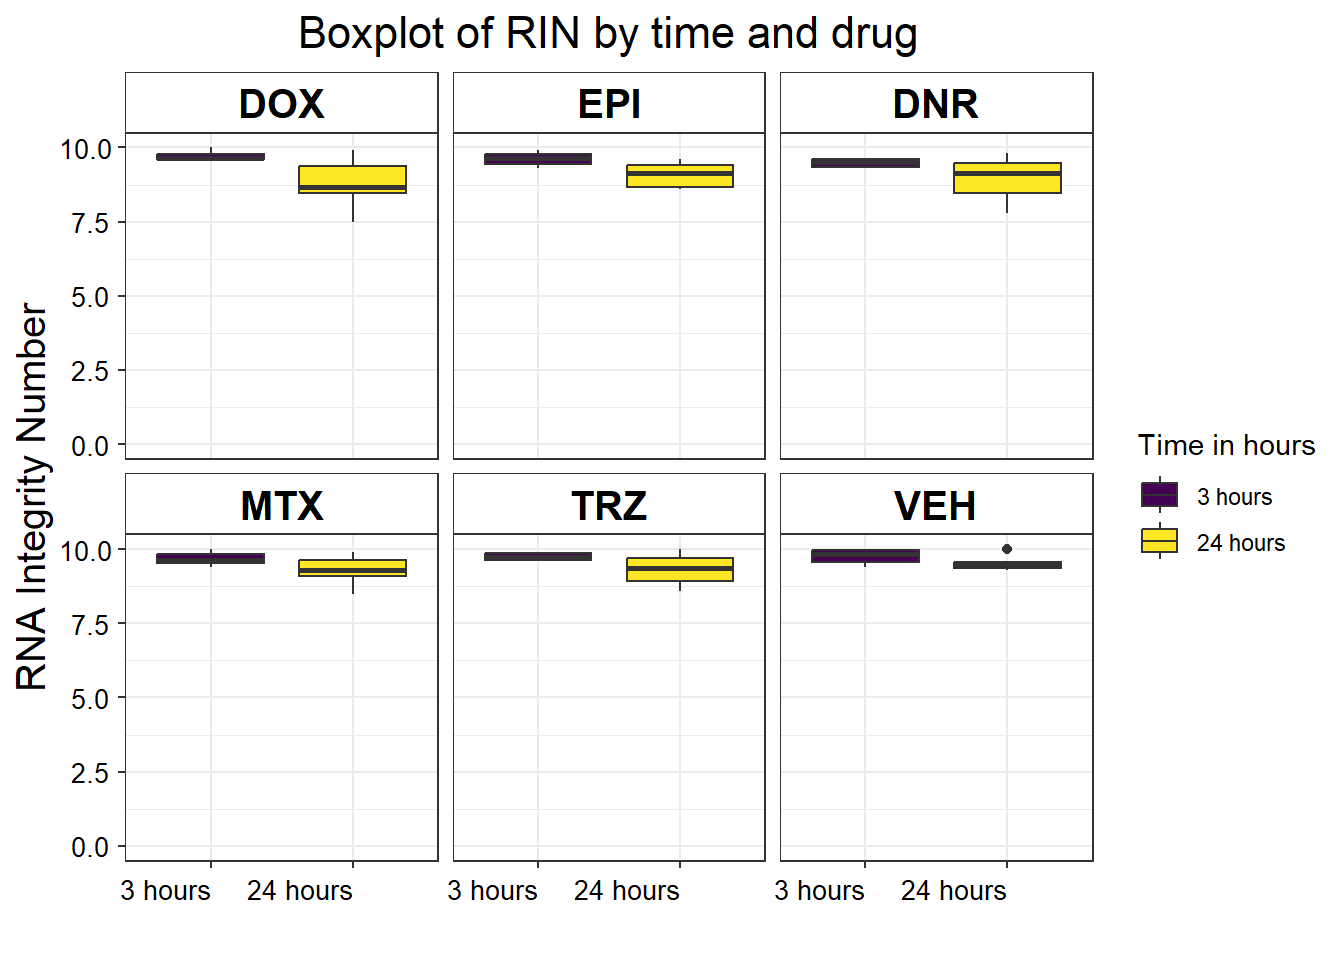 Boxplot of RIN by time and drug
DOX
EPI
DNR
10.0
7.5
5.0
2.5
0.0
RNA Integrity Number
MTX
TRZ
VEH
10.0
7.5
5.0
2.5
0.0
3 hours
24 hours
3 hours
24 hours
3 hours
24 hours
Time in hours
3 hours
24 hours